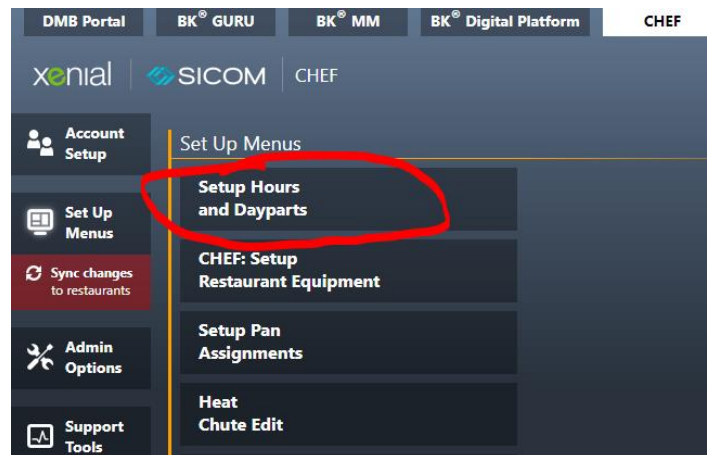 DMB Portal BK® GURU BK® MM BK® Digital Platform CHEF
xenial SICOM CHEF
Account
Setup
Set Up Menus
Setup Hours
and Dayparts
Set Up
Menus
CHEF: Setup
Restaurant Equipment
Sync changes
to restaurants
Setup Pan
Assignments
Admin
Options
Heat
Chute Edit
Support
Tools